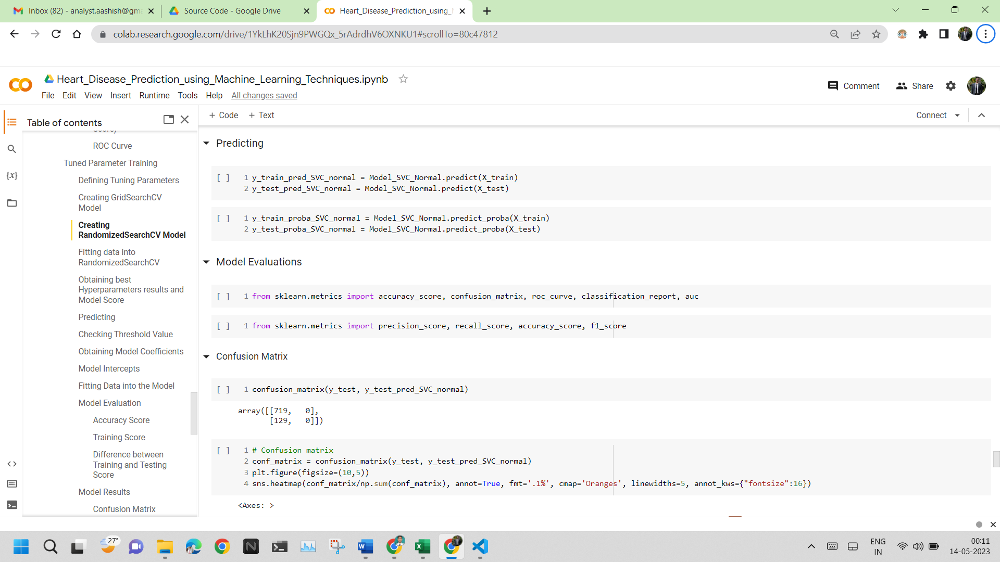 Inbox (82) - analyst.aashish@gm
Source Code - Google Drive
Heart_Disease_Prediction_using_
colab.research.google.com/drive/1YkLhK20Sjn9PWGQx_5rAdrdhV6OXNKU1#scrollTo=80c47812
Heart_Disease_Prediction_using_Machine_Learning_Techniques.ipynb
File Edit View Insert Runtime Tools Help All changes saved
Comment Share
Table of contents
+ Code + Text
Connect
ROC Curve
Tuned Parameter Training
Defining Tuning Parameters
Creating GridSearchCV
Model
Creating
RandomizedSearchCV Model
Fitting data into
RandomizedSearchCV
Obtaining best
Hyperparameters results and
Model Score
Predicting
Checking Threshold Value
Obtaining Model Coefficients
Model Intercepts
Fitting Data into the Model
Model Evaluation
Accuracy Score
Training Score
Difference between
Training and Testing
Score
Model Results
Confusion Matrix
Predicting
[ ] 1 y_train_pred_SVC_normal = Model_SVC_Normal.predict(X_train)
2 y_test_pred_SVC_normal = Model_SVC_Normal.predict(X_test)
[ ] 1 y_train_proba_SVC_normal = Model_SVC_Normal.predict_proba(X_train)
2 y_test_proba_SVC_normal = Model_SVC_Normal.predict_proba(X_test)
Model Evaluations
[ ] 1 from sklearn.metrics import accuracy_score, confusion_matrix, roc_curve, classification_report, auc
[ ] 1 from sklearn.metrics import precision_score, recall_score, accuracy_score, f1_score
Confusion Matrix
[ ] 1 confusion_matrix(y_test, y_test_pred_SVC_normal)
array([[719,   0],
[129,   0]])
[ ] 1 # Confusion matrix
2 conf_matrix = confusion_matrix(y_test, y_test_pred_SVC_normal)
3 plt.figure(figsize=(10,5))
4 sns.heatmap(conf_matrix/np.sum(conf_matrix), annot=True, fmt='.1%', cmap='Oranges', linewidths=5, annot_kws={"fontsize":16})
<Axes: >
27°
ENG
IN
00:11
14-05-2023